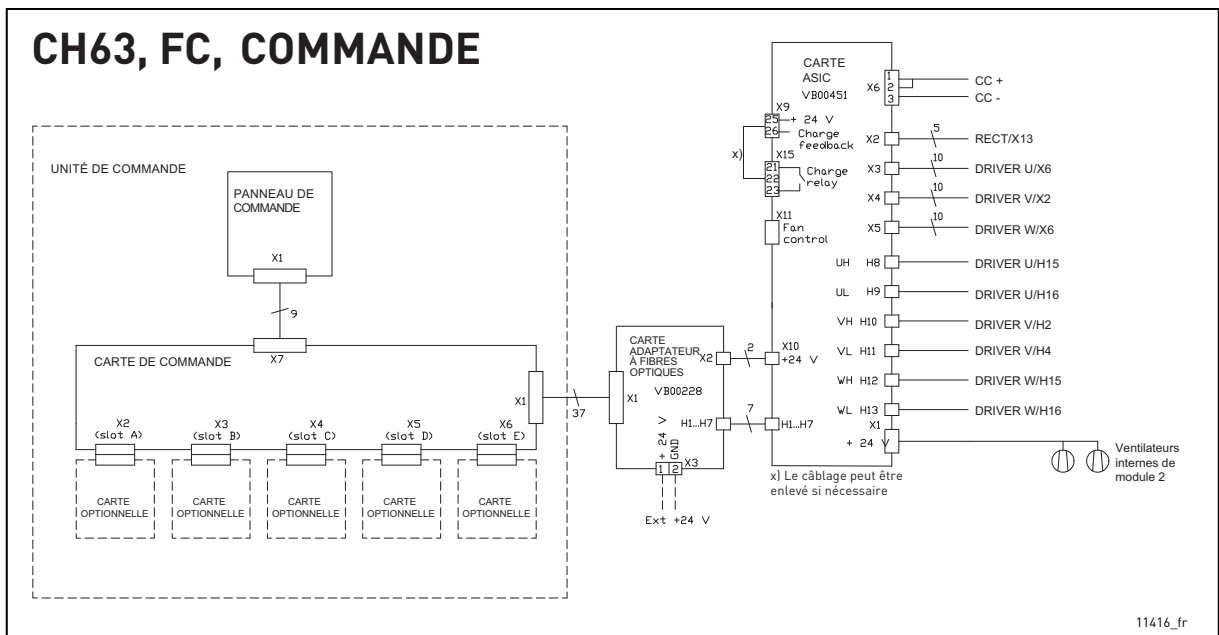 CH63, FC, COMMANDE
UNITÉ DE COMMANDE
PANNEAU DE
COMMANDE
X1
9
X7
CARTE DE COMMANDE
X1
37
X2
(slot A)
X3
(slot B)
X4
(slot C)
X5
(slot D)
X6
(slot E)
CARTE
OPTIONNELLE
CARTE
OPTIONNELLE
CARTE
OPTIONNELLE
CARTE
OPTIONNELLE
CARTE
OPTIONNELLE
CARTE
ADAPTATEUR
À FIBRES
OPTIQUES
VB00228
X1
X2
2
H1...H7
7
+ 24 V
GND
1 2 X3
Ext +24 V
CARTE
ASIC
VB00451
X9
25 + 24 V
26 Charge
feedback
x)
X15
21
22
23
Charge
relay
X11
Fan
control
X10
+24 V
H1...H7
X6
1
2
3
CC +
CC -
X2 5 RECT/X13
X3 10 DRIVER U/X6
X4 10 DRIVER V/X2
X5 10 DRIVER W/X6
UH H8 DRIVER U/H15
UL H9 DRIVER U/H16
VH H10 DRIVER V/H2
VL H11 DRIVER V/H4
WH H12 DRIVER W/H15
WL H13 DRIVER W/H16
X1
+ 24 V
Ventilateurs
internes de
module 2
x) Le câblage peut être
enlevé si nécessaire
11416_fr